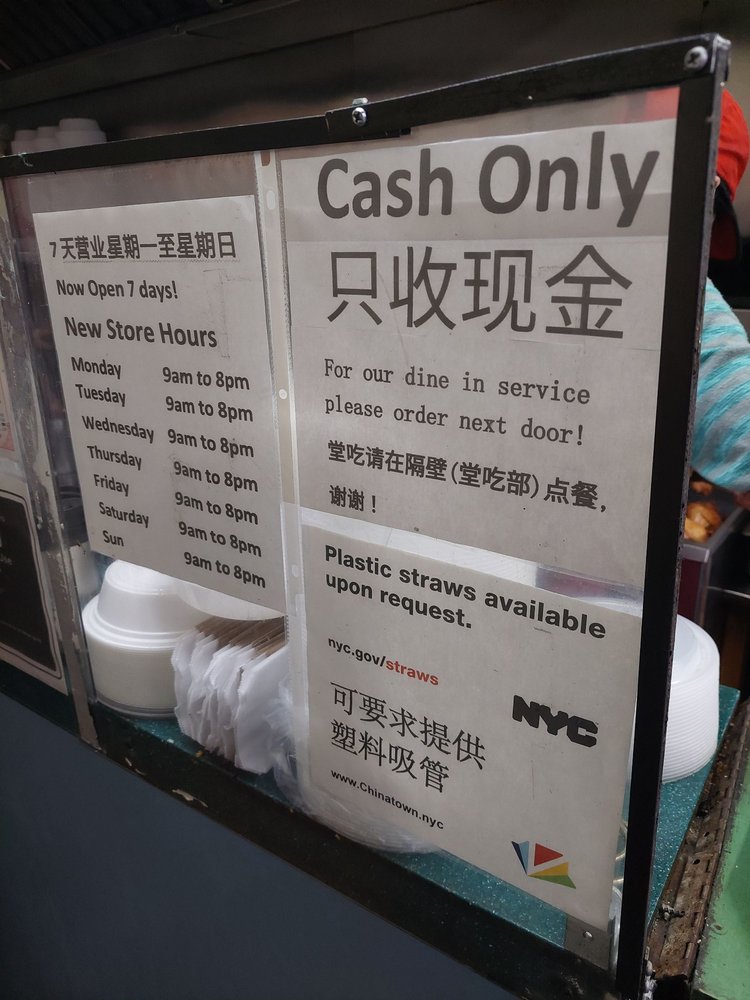 7天营业星期一至星期日
Now Open 7 days!
New Store Hours
Monday 9am to 8pm
Tuesday 9am to 8pm
Wednesday 9am to 8pm
Thursday 9am to 8pm
Friday 9am to 8pm
Saturday 9am to 8pm
Sun 9am to 8pm
Cash Only
只收现金
For our dine in service
please order next door!
堂吃请在隔壁(堂吃部)点餐,
谢谢!
Plastic straws available
upon request.
nyc.gov/straws
NYC
可要求提供
塑料吸管
www.Chinatown.nyc